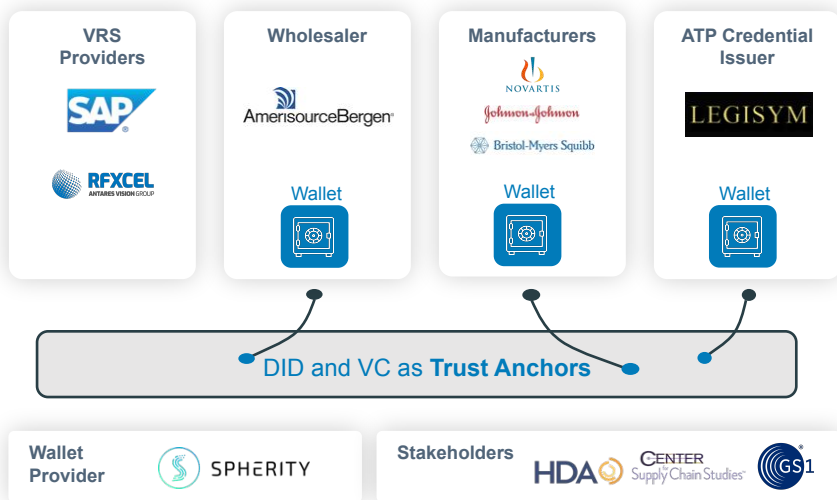 VRS
Providers
SAP
®
RFXCEL
ANTARES VISION GROUP
Wholesaler
AmerisourceBergen®
Wallet
Manufacturers
NOVARTIS
Johnson & Johnson
Bristol-Myers Squibb
Wallet
ATP Credential
Issuer
LEGISYM
Wallet
DID and VC as Trust Anchors
Wallet
Provider
SPHERITY
Stakeholders
HDA
CENTER
for
Supply Chain Studies™
GS1
®